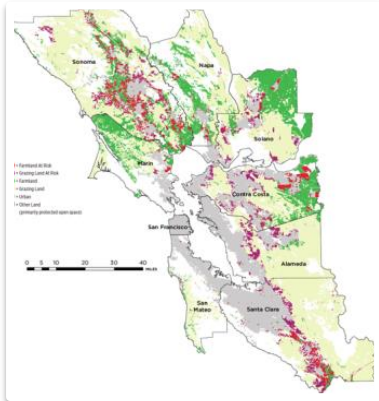 Sonoma
Napa
Solano
Marin
Farmland At Risk
Grazing Land At Risk
Farmland
Grazing Land
Urban
Other Land
(primarily protected open space)
Contra Costa
San Francisco
Alameda
0 5 10 20 30 40
MILES
San
Mateo
Santa Clara